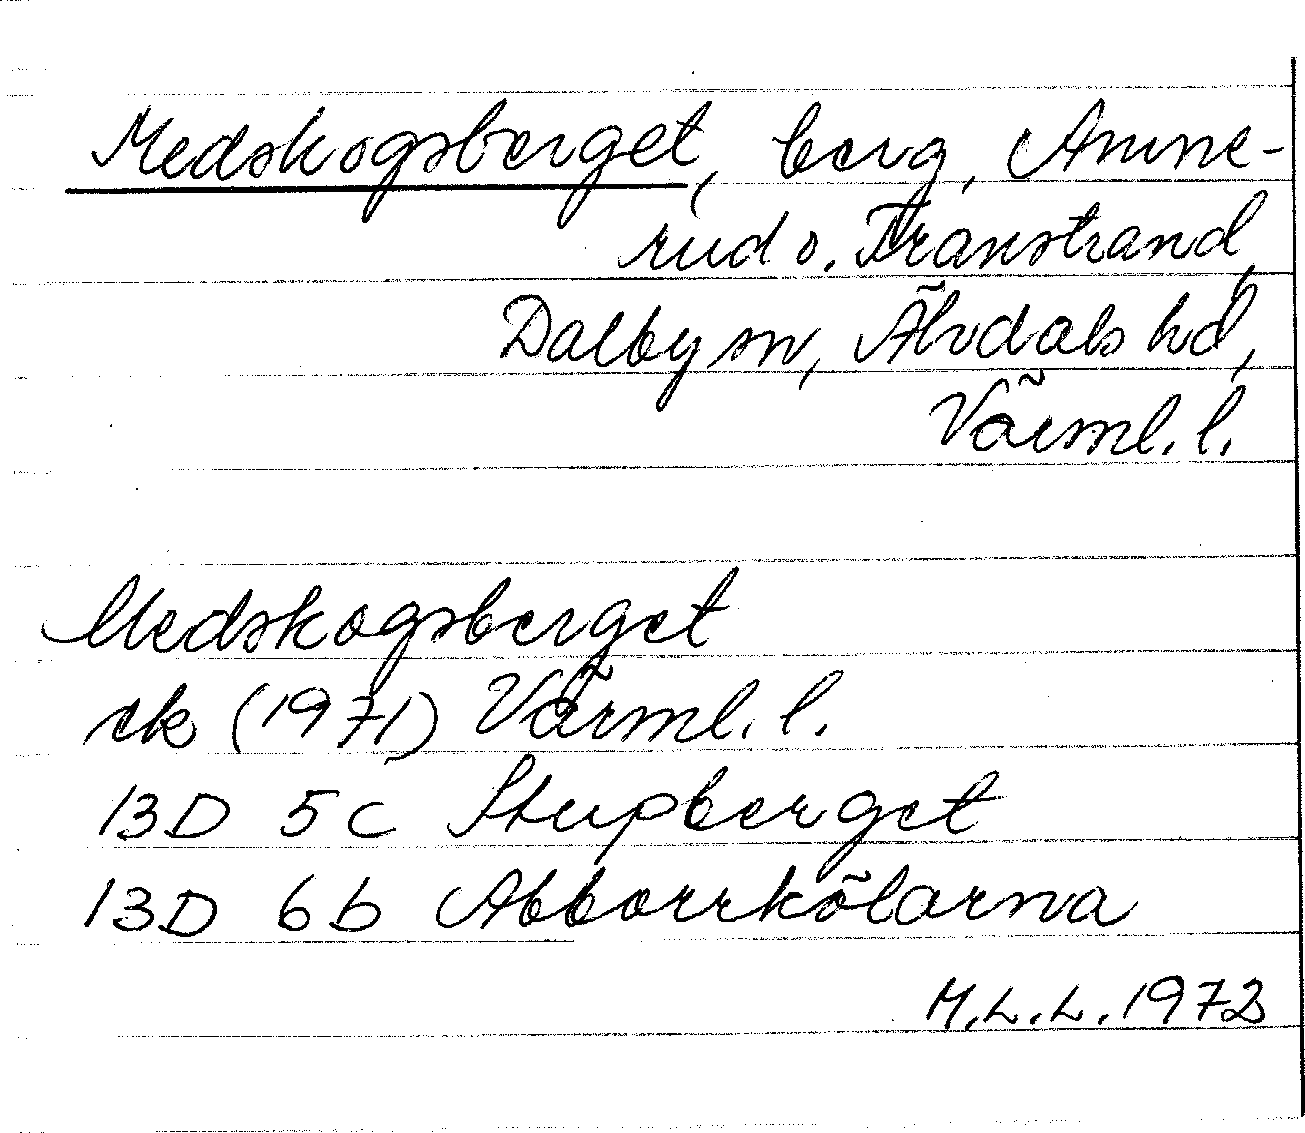 Medskogsberget, berg, Amne-
rud o. Transtrand,
Dalby sn, Älvdals hd,
Värml. l.
Medskogsberget
ek (1971) Värml. l.
13D 5c Stupberget
13D 6b Abborrkölarna
M.L.L. 1972